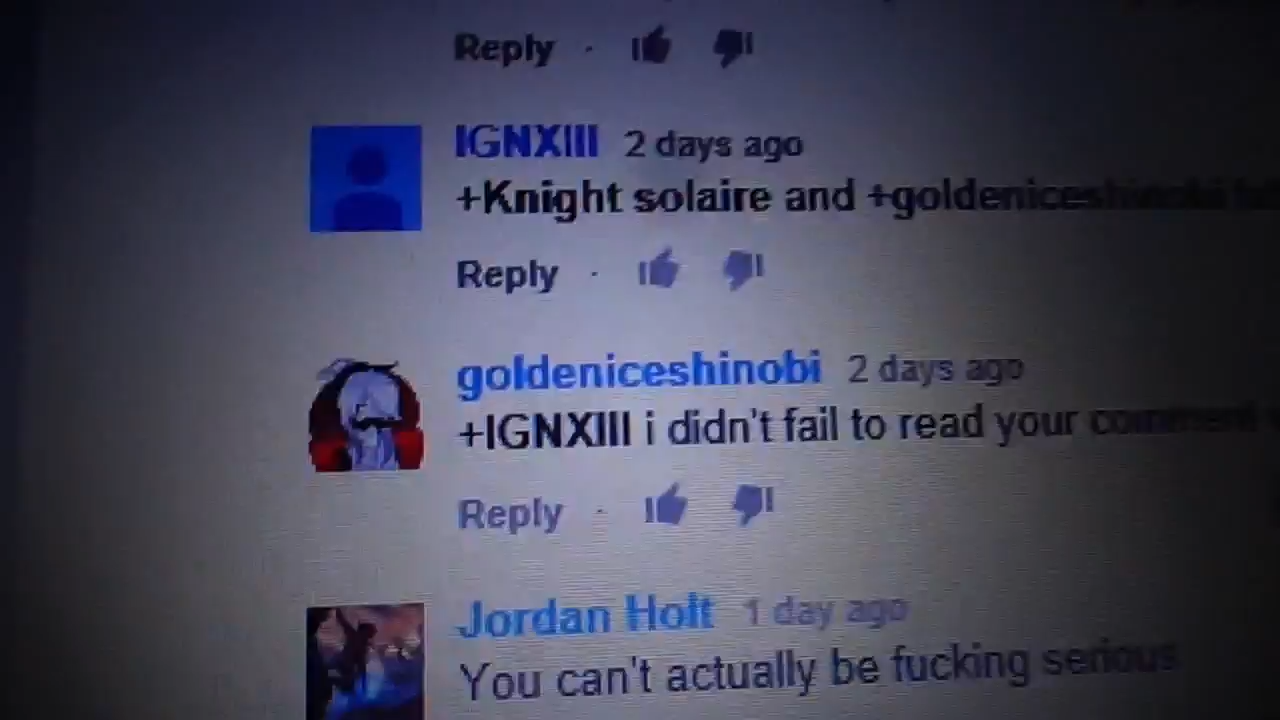 Reply ·
IGNXIII 2 days ago
+Knight solaire and +goldeniceshinobi
Reply ·
goldeniceshinobi 2 days ago
+IGNXIII i didn't fail to read your comment
Reply ·
Jordan Holt 1 day ago
You can't actually be fucking serious